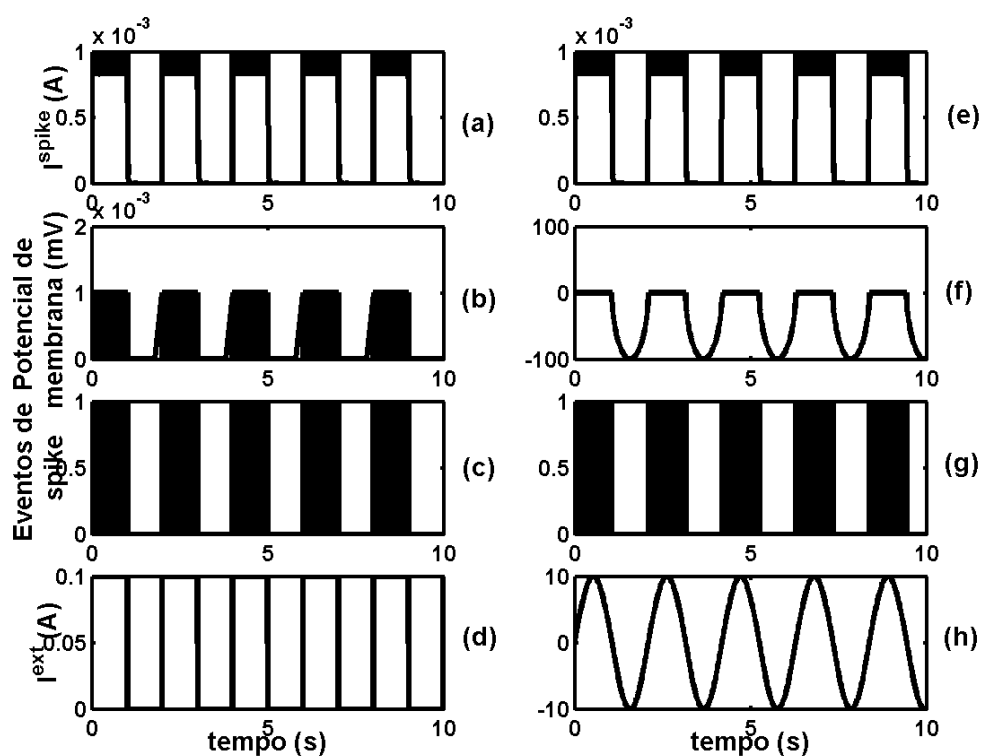 x 10⁻³
1
0.5
0
0
5
10
I^spike (A)
(a)
x 10⁻³
1
0.5
0
0
5
10
(e)
x 10⁻³
2
1
0
0
5
10
Potencial de
membrana (mV)
(b)
100
0
-100
0
5
10
(f)
1
0.5
0
0
5
10
Eventos de
spike
(c)
1
0.5
0
0
5
10
(g)
0.1
0.05
0
0
5
10
I^ext (A)
tempo (s)
(d)
10
0
-10
0
5
10
tempo (s)
(h)